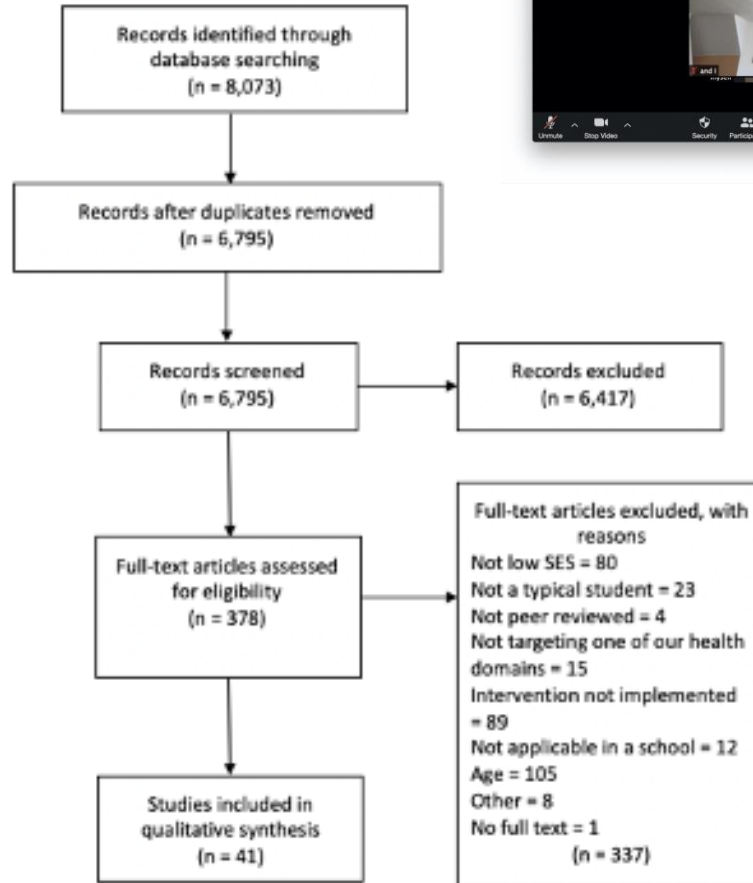 Records identified through
database searching
(n = 8,073)
Records after duplicates removed
(n = 6,795)
Records screened
(n = 6,795)
Records excluded
(n = 6,417)
Full-text articles assessed
for eligibility
(n = 378)
Full-text articles excluded, with
reasons
Not low SES = 80
Not a typical student = 23
Not peer reviewed = 4
Not targeting one of our health
domains = 15
Intervention not implemented
= 89
Not applicable in a school = 12
Age = 105
Other = 8
No full text = 1
(n = 337)
Studies included in
qualitative synthesis
(n = 41)
and I
Unmute
Stop Video
Security